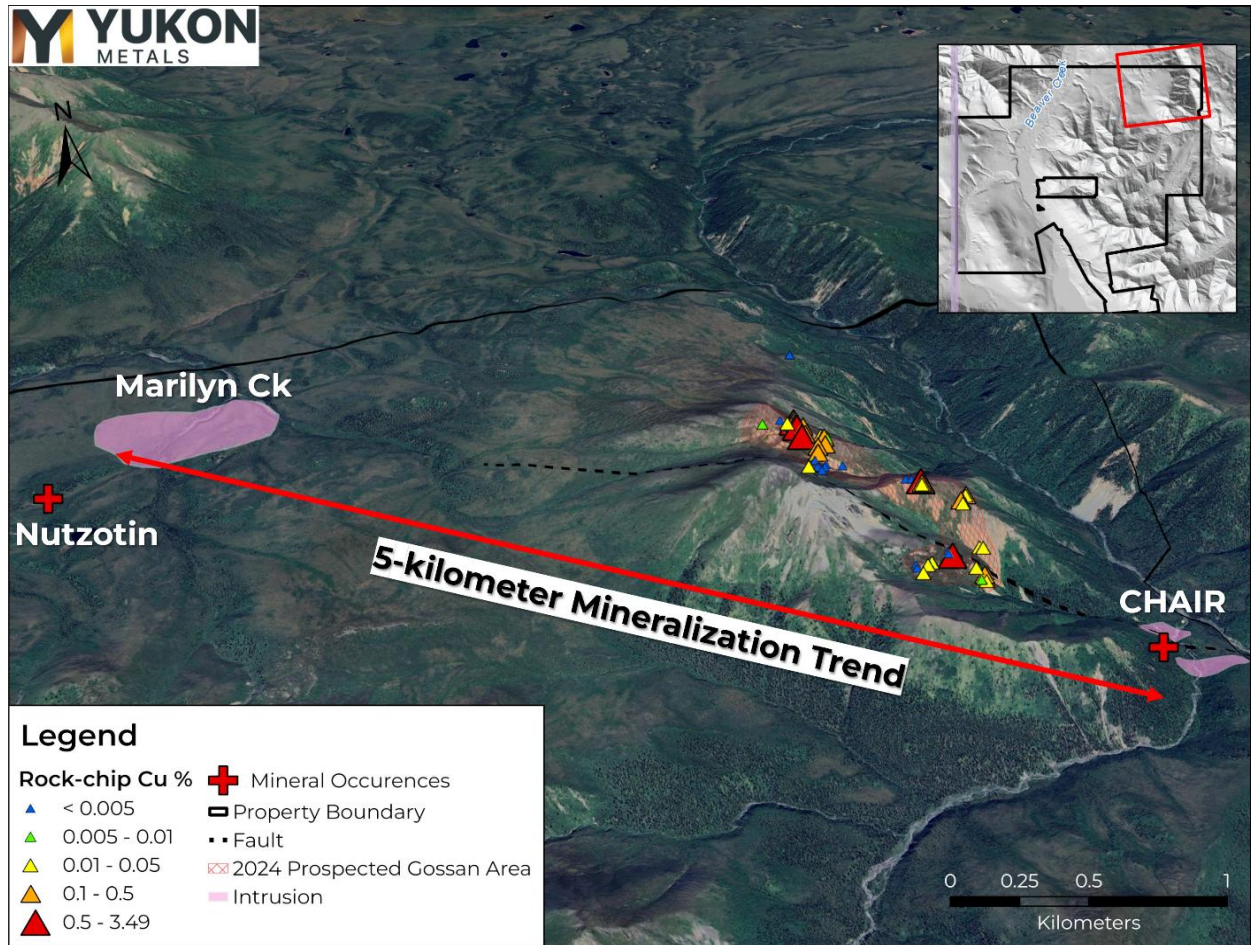 YUKON
METALS
N
Beaver Creek
Marilyn Ck
Nutzotin
5-kilometer Mineralization Trend
CHAIR
Legend
Rock-chip Cu %
< 0.005
0.005 - 0.01
0.01 - 0.05
0.1 - 0.5
0.5 - 3.49
Mineral Occurences
Property Boundary
Fault
2024 Prospected Gossan Area
Intrusion
0 0.25 0.5 1
Kilometers